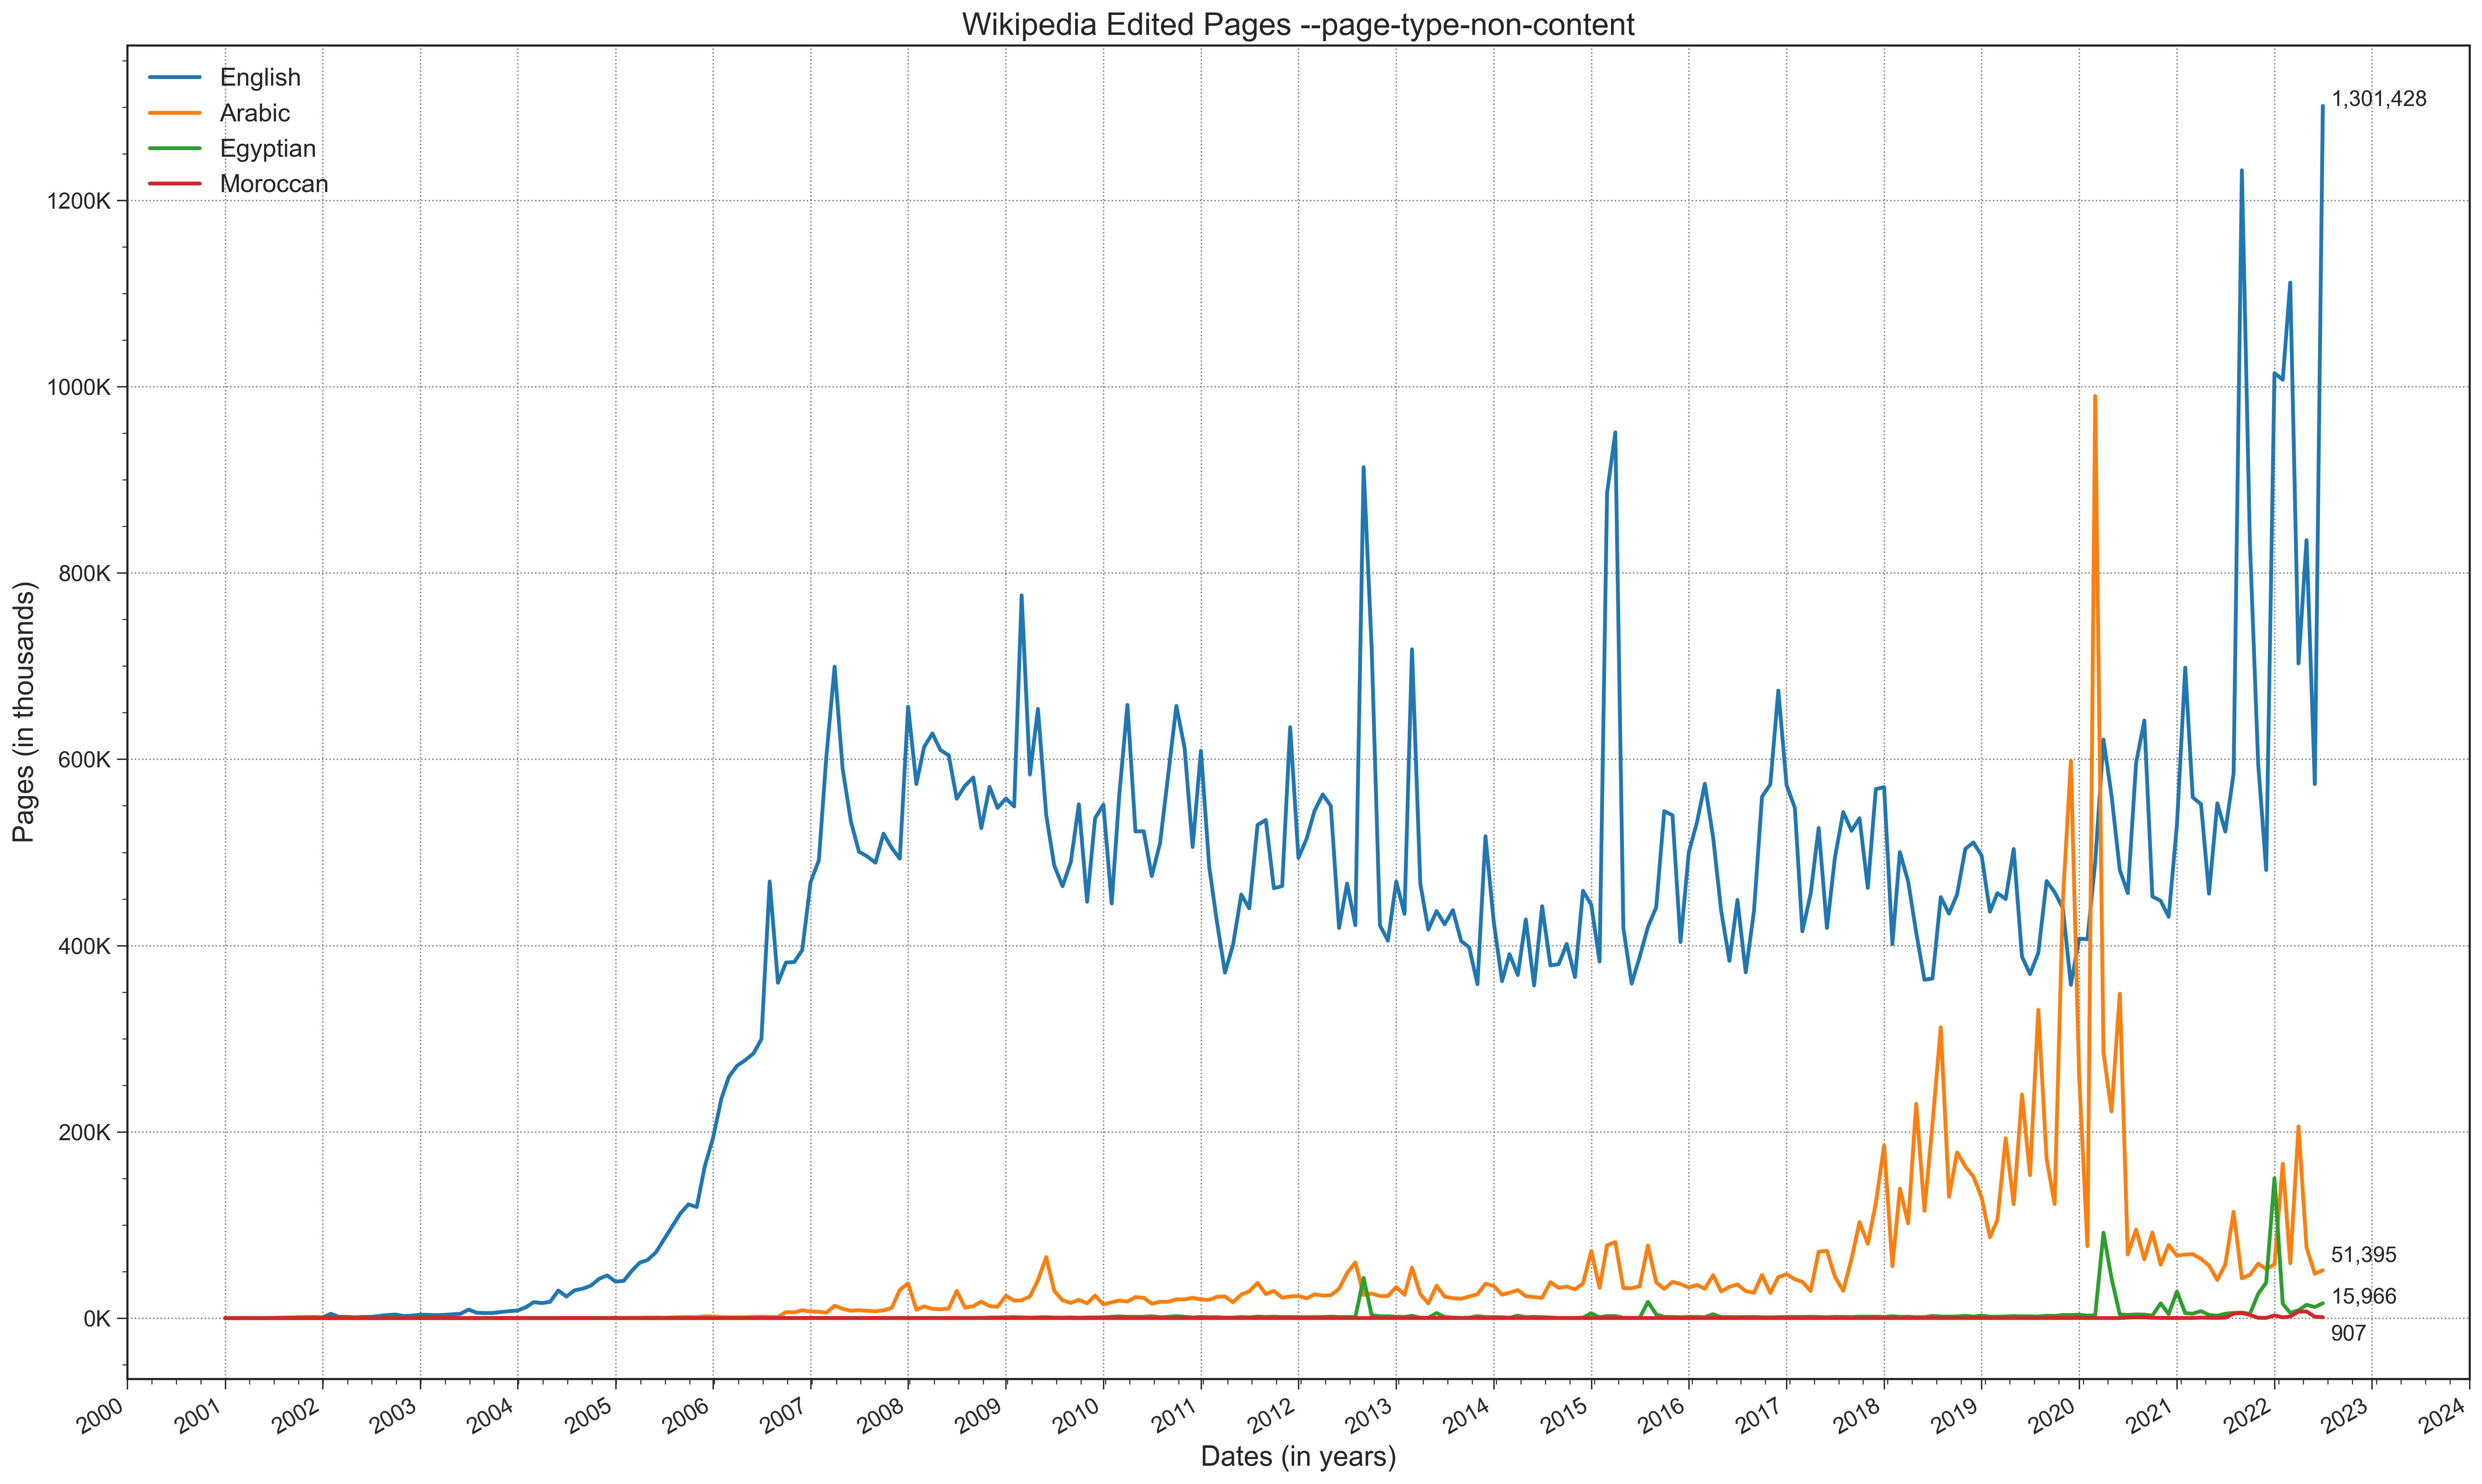 Wikipedia Edited Pages --page-type-non-content
English
Arabic
Egyptian
Moroccan
1,301,428
1200K
1000K
800K
600K
400K
200K
0K
51,395
15,966
907
Pages (in thousands)
2000 2001 2002 2003 2004 2005 2006 2007 2008 2009 2010 2011 2012 2013 2014 2015 2016 2017 2018 2019 2020 2021 2022 2023 2024
Dates (in years)